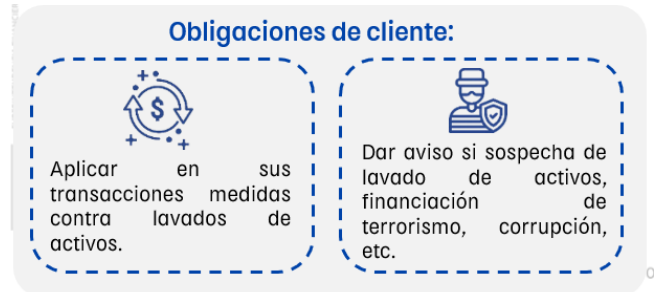 Obligaciones de cliente:
Aplicar en sus
transacciones medidas
contra lavados de
activos.
Dar aviso si sospecha de
lavado de activos,
financiación de
terrorismo, corrupción,
etc.